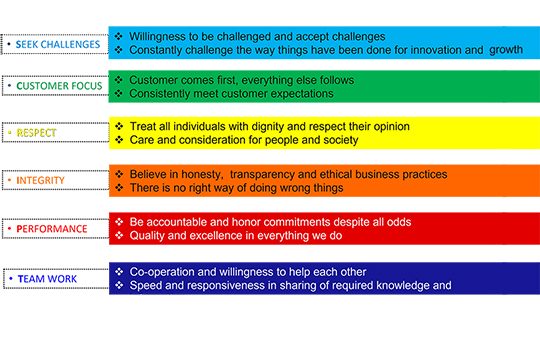 • SEEK CHALLENGES
❖ Willingness to be challenged and accept challenges
❖ Constantly challenge the way things have been done for innovation and growth
• CUSTOMER FOCUS
❖ Customer comes first, everything else follows
❖ Consistently meet customer expectations
• RESPECT
❖ Treat all individuals with dignity and respect their opinion
❖ Care and consideration for people and society
• INTEGRITY
❖ Believe in honesty, transparency and ethical business practices
❖ There is no right way of doing wrong things
• PERFORMANCE
❖ Be accountable and honor commitments despite all odds
❖ Quality and excellence in everything we do
• TEAM WORK
❖ Co-operation and willingness to help each other
❖ Speed and responsiveness in sharing of required knowledge and